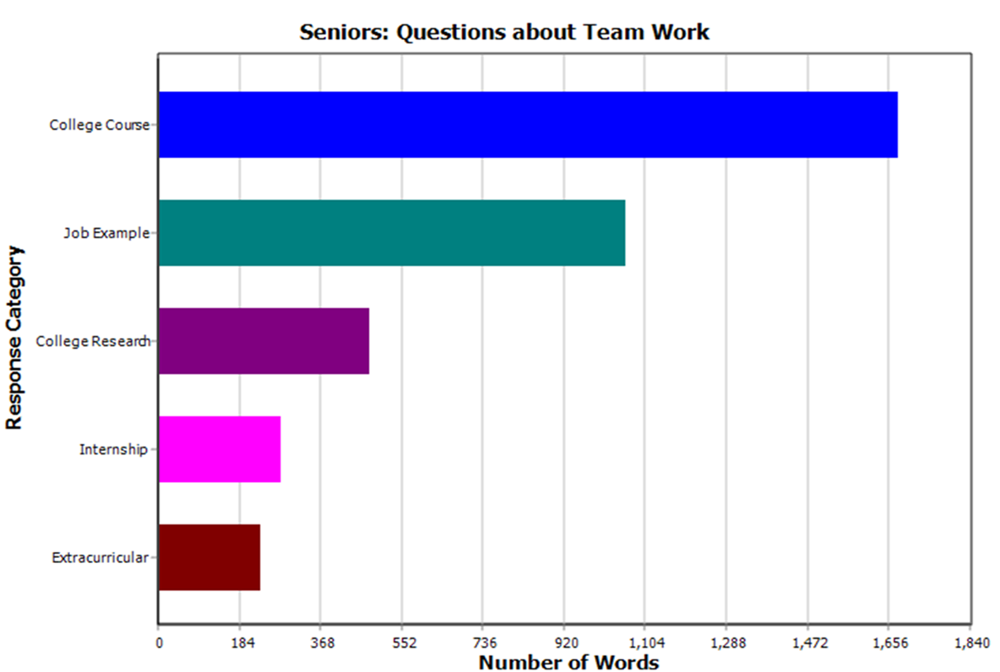 Seniors: Questions about Team Work
Response Category
College Course
Job Example
College Research
Internship
Extracurricular
0 184 368 552 736 920 1,104 1,288 1,472 1,656 1,840
Number of Words